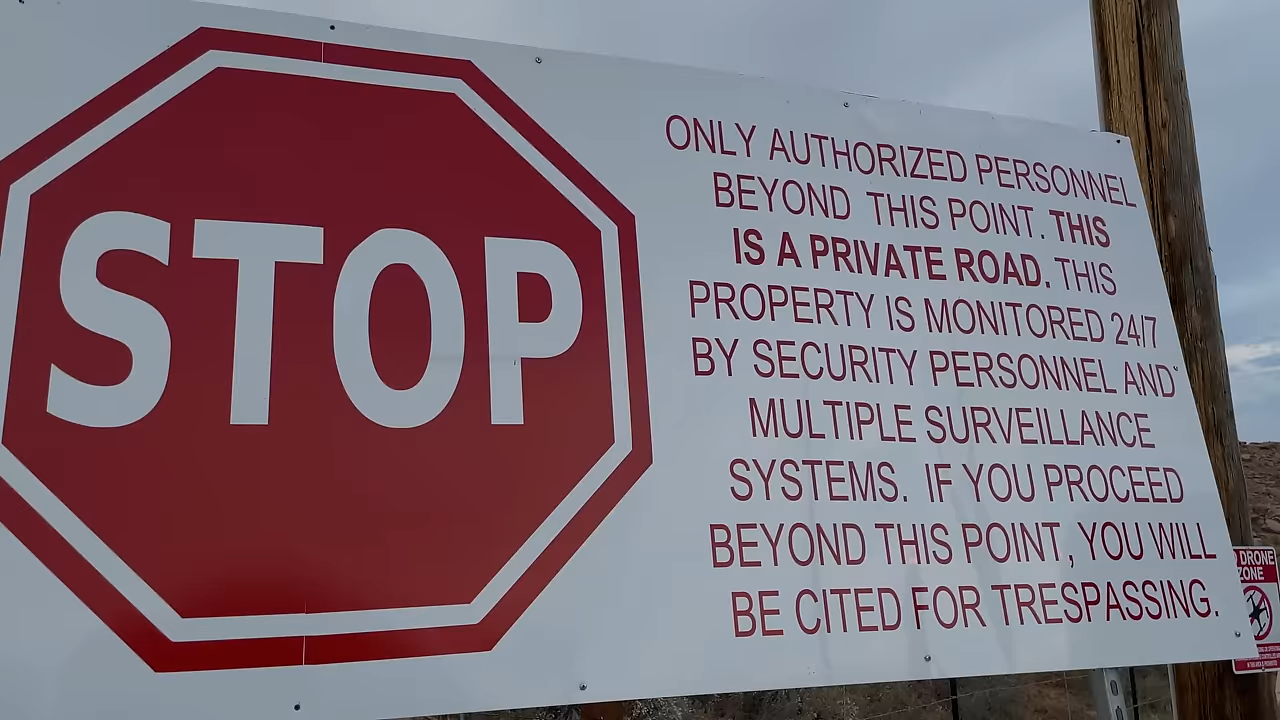 STOP
ONLY AUTHORIZED PERSONNEL
BEYOND THIS POINT. THIS
IS A PRIVATE ROAD. THIS
PROPERTY IS MONITORED 24/7
BY SECURITY PERSONNEL AND
MULTIPLE SURVEILLANCE
SYSTEMS. IF YOU PROCEED
BEYOND THIS POINT, YOU WILL
BE CITED FOR TRESPASSING.
DRONE
ZONE